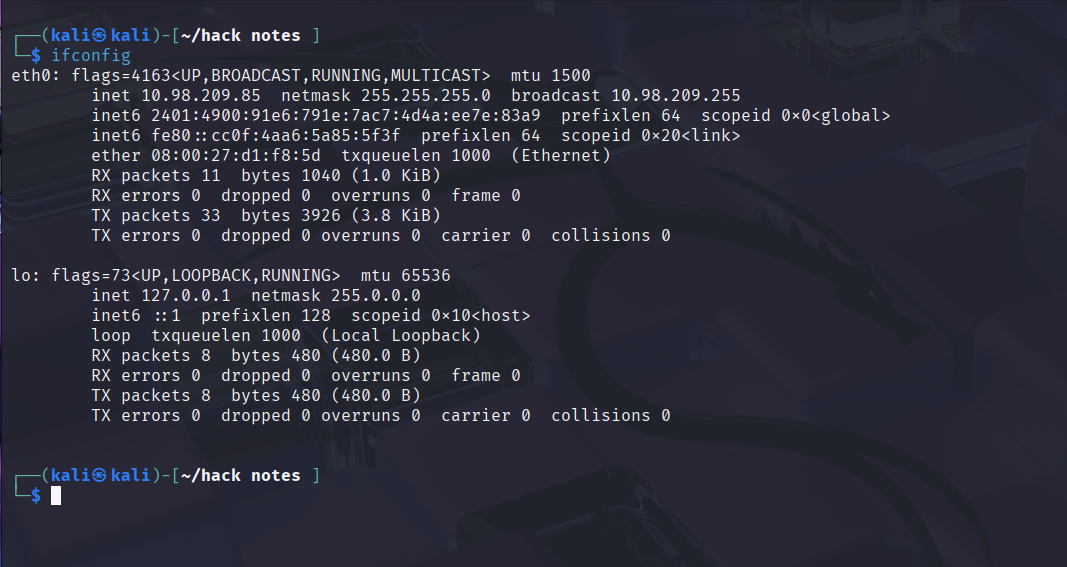 ┌──(kali㉿kali)-[~/hack notes ]
└─$ ifconfig
eth0: flags=4163<UP,BROADCAST,RUNNING,MULTICAST>  mtu 1500
        inet 10.98.209.85  netmask 255.255.255.0  broadcast 10.98.209.255
        inet6 2401:4900:91e6:791e:7ac7:4d4a:ee7e:83a9  prefixlen 64  scopeid 0×0<global>
        inet6 fe80::cc0f:4aa6:5a85:5f3f  prefixlen 64  scopeid 0×20<link>
        ether 08:00:27:d1:f8:5d  txqueuelen 1000  (Ethernet)
        RX packets 11  bytes 1040 (1.0 KiB)
        RX errors 0  dropped 0  overruns 0  frame 0
        TX packets 33  bytes 3926 (3.8 KiB)
        TX errors 0  dropped 0 overruns 0  carrier 0  collisions 0

lo: flags=73<UP,LOOPBACK,RUNNING>  mtu 65536
        inet 127.0.0.1  netmask 255.0.0.0
        inet6 ::1  prefixlen 128  scopeid 0×10<host>
        loop  txqueuelen 1000  (Local Loopback)
        RX packets 8  bytes 480 (480.0 B)
        RX errors 0  dropped 0  overruns 0  frame 0
        TX packets 8  bytes 480 (480.0 B)
        TX errors 0  dropped 0 overruns 0  carrier 0  collisions 0

┌──(kali㉿kali)-[~/hack notes ]
└─$